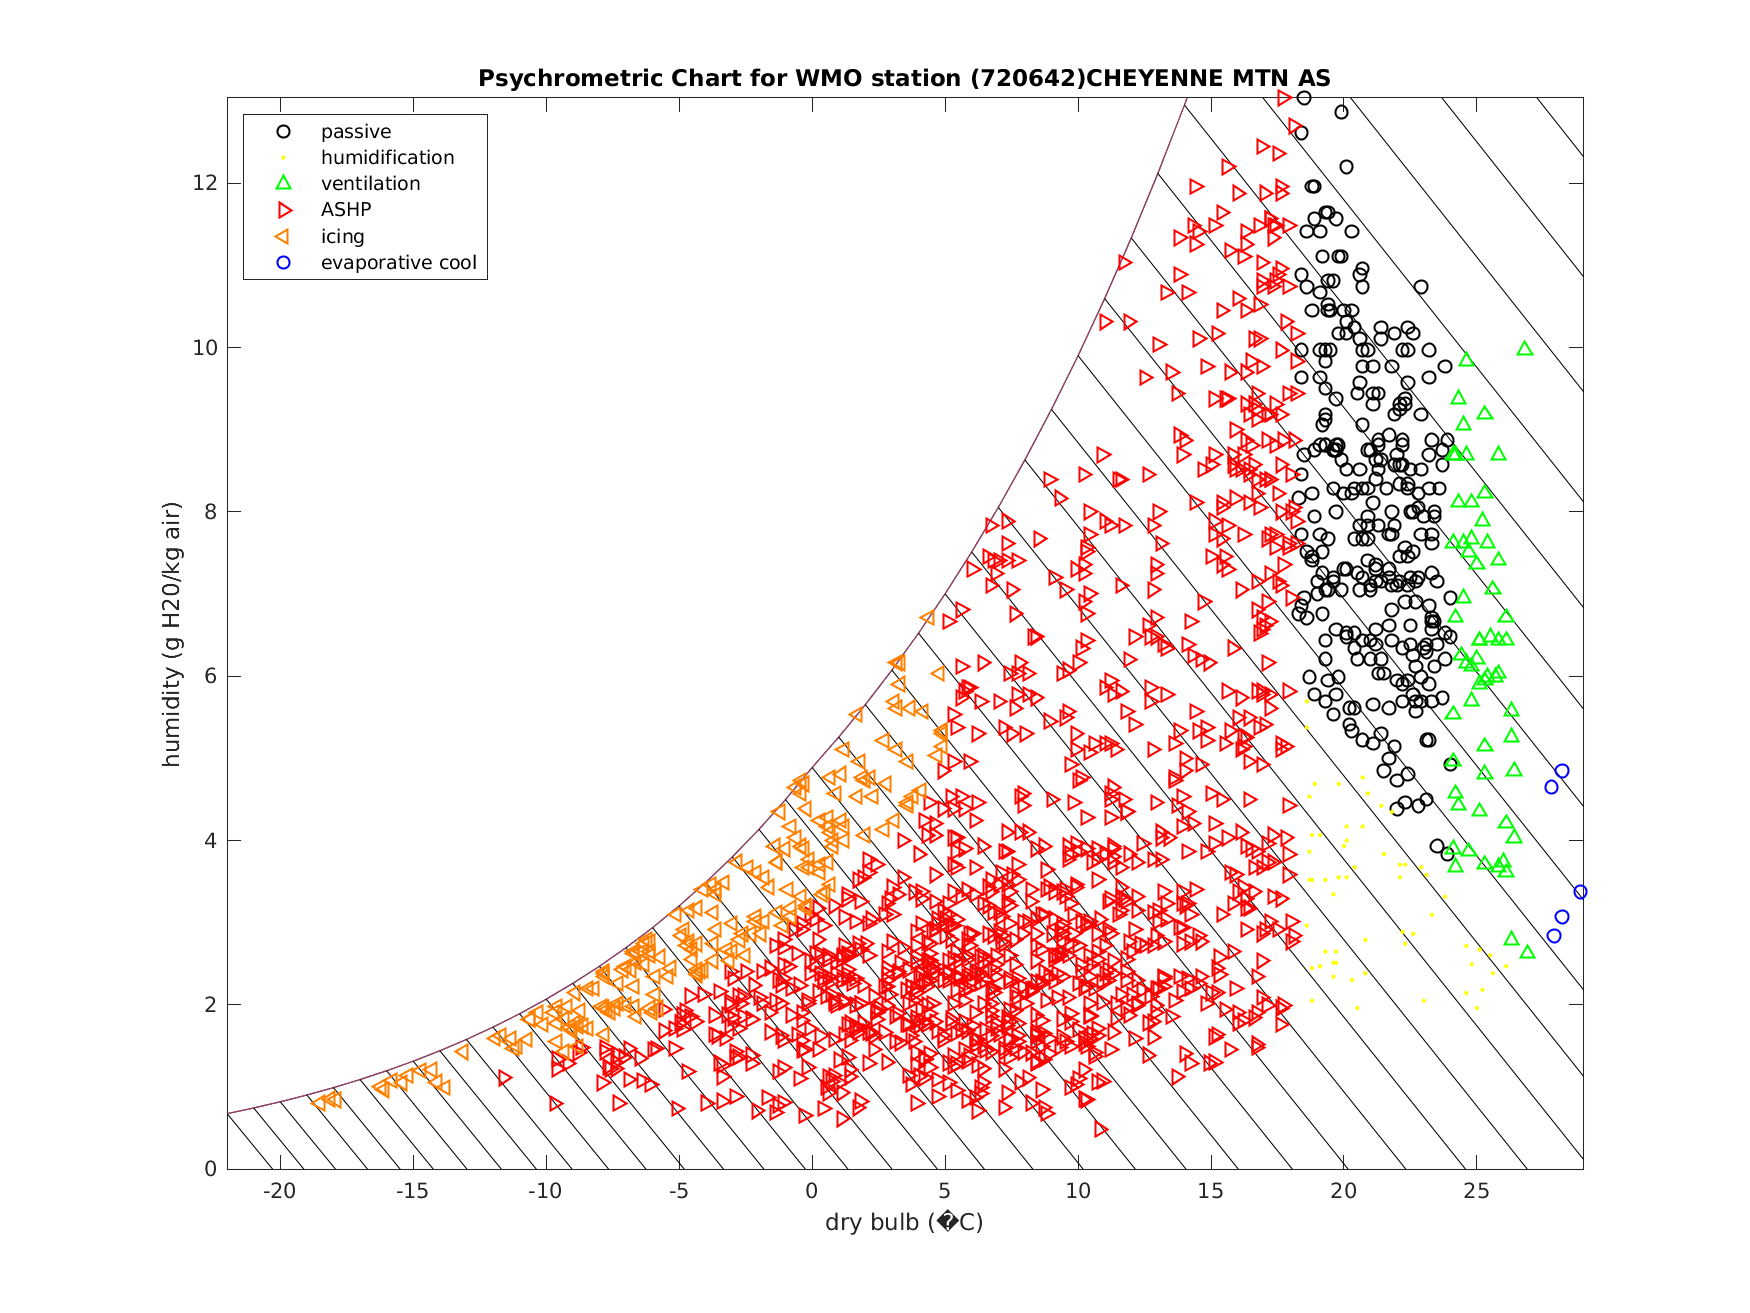 Psychrometric Chart for WMO station (720642)CHEYENNE MTN AS
passive
humidification
ventilation
ASHP
icing
evaporative cool
humidity (g H20/kg air)
12
10
8
6
4
2
0
-20 -15 -10 -5 0 5 10 15 20 25
dry bulb (�C)